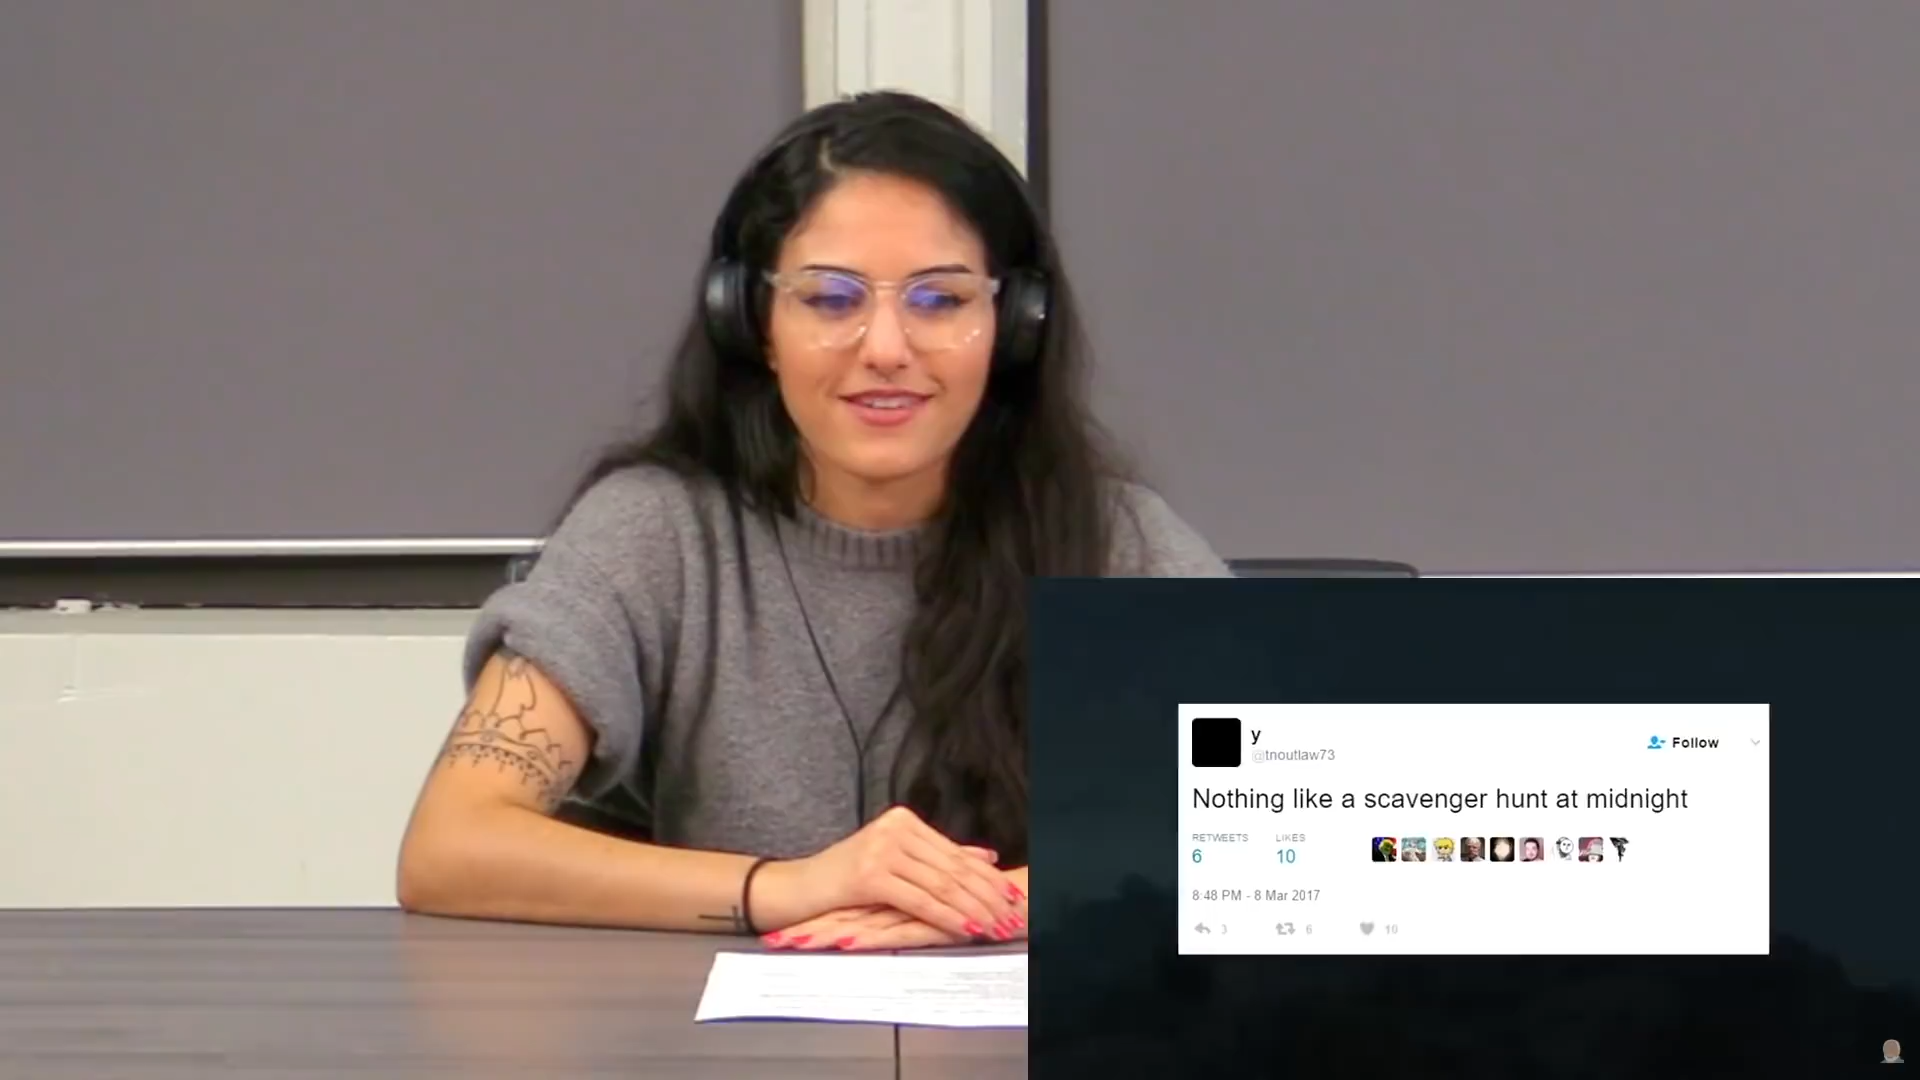 y
@tnoutlaw73
Follow
Nothing like a scavenger hunt at midnight
RETWEETS
LIKES
6
10
8:48 PM - 8 Mar 2017
3
6
10